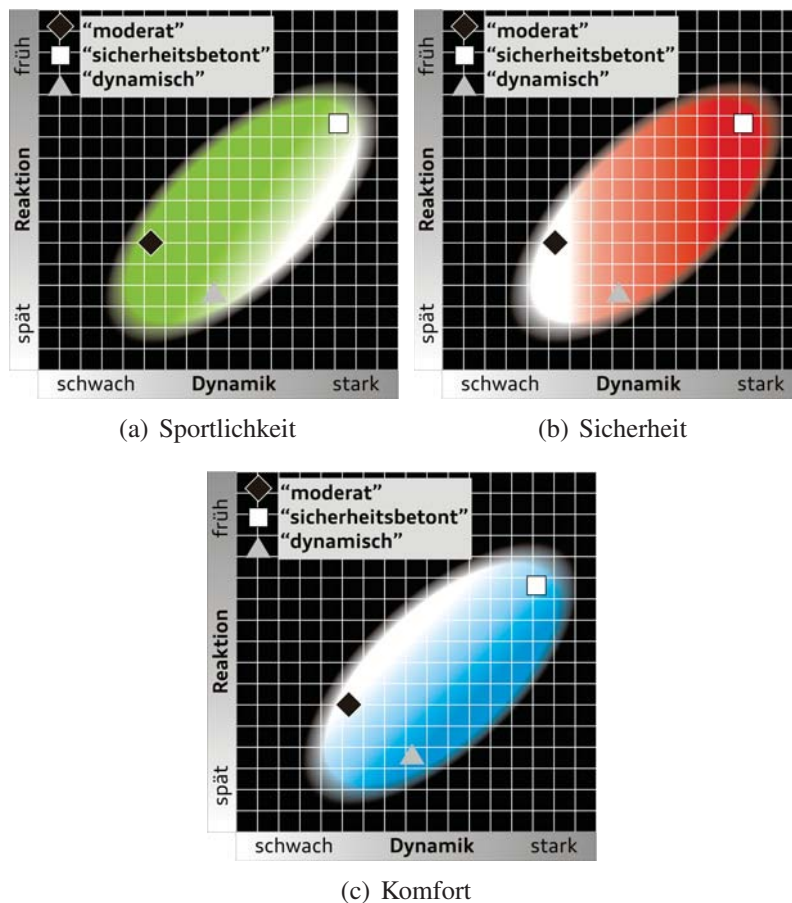 “moderat”
“sicherheitsbetont”
“dynamisch”
früh
Reaktion
spät
schwach Dynamik stark
(a) Sportlichkeit
“moderat”
“sicherheitsbetont”
“dynamisch”
früh
Reaktion
spät
schwach Dynamik stark
(b) Sicherheit
“moderat”
“sicherheitsbetont”
“dynamisch”
früh
Reaktion
spät
schwach Dynamik stark
(c) Komfort